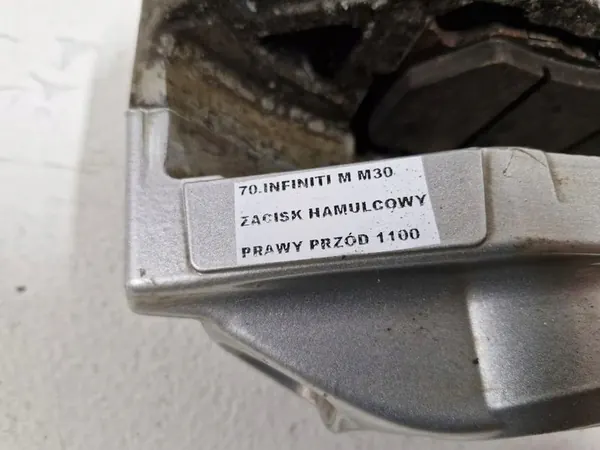 70.INFINITI M M30
ZACISK HAMULCOWY
PRAWY PRZÓD 1100